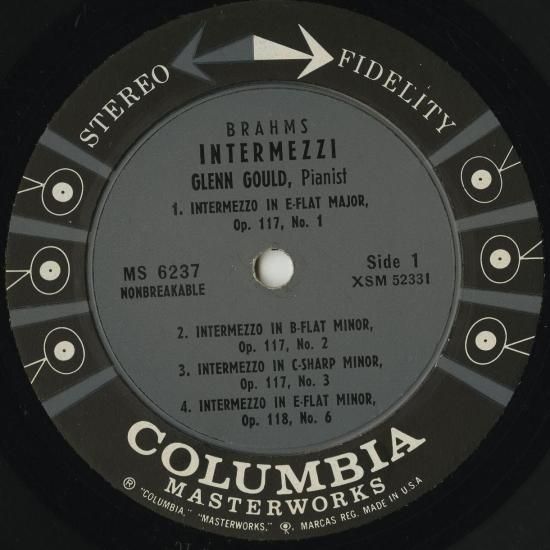 STEREO FIDELITY
BRAHMS
INTERMEZZI
GLENN GOULD, Pianist
1. INTERMEZZO IN E-FLAT MAJOR,
Op. 117, No. 1
MS 6237
NONBREAKABLE
Side 1
XSM 52331
2. INTERMEZZO IN B-FLAT MINOR,
Op. 117, No. 2
3. INTERMEZZO IN C-SHARP MINOR,
Op. 117, No. 3
4. INTERMEZZO IN E-FLAT MINOR,
Op. 118, No. 6
COLUMBIA
MASTERWORKS
® "COLUMBIA," "MASTERWORKS," MARCAS REG. MADE IN U.S.A